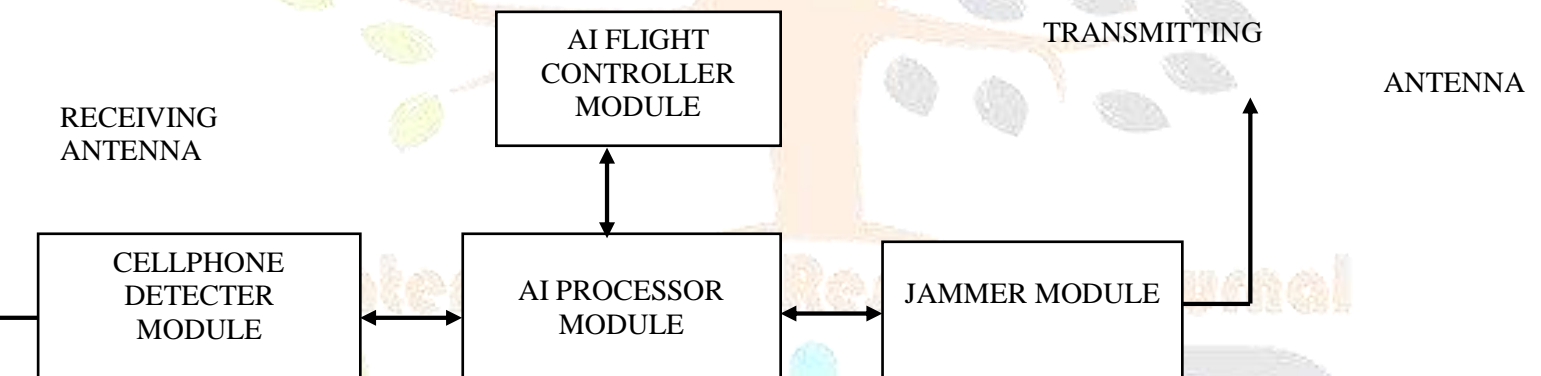 AI FLIGHT
CONTROLLER
MODULE
TRANSMITTING
ANTENNA
RECEIVING
ANTENNA
CELLPHONE
DETECTER
MODULE
AI PROCESSOR
MODULE
JAMMER MODULE